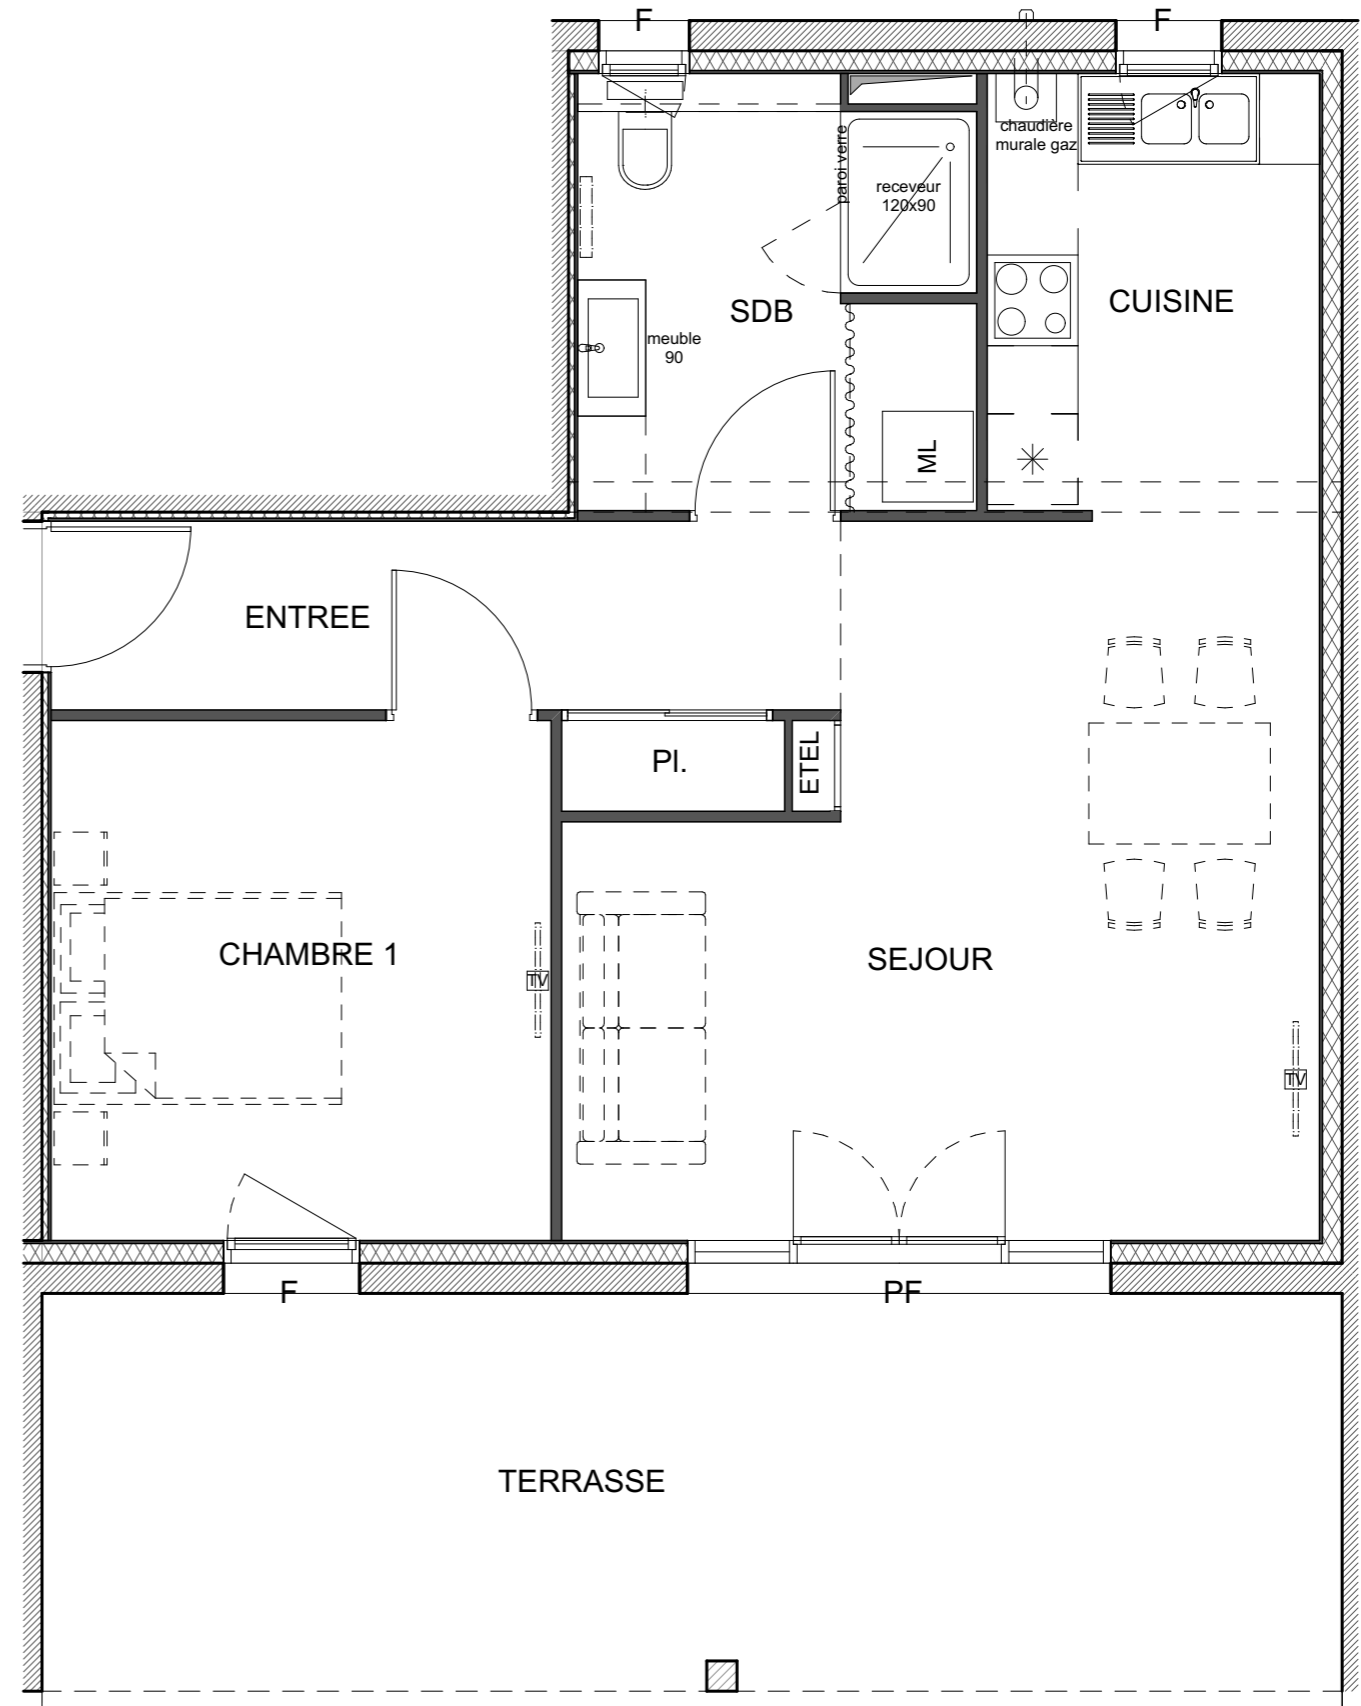 F
F
chaudière
murale gaz
paroi verre
receveur
120x90
CUISINE
SDB
meuble
90
ML
ENTREE
Pl.
ETEL
CHAMBRE 1
TV
SEJOUR
TV
F
PF
TERRASSE